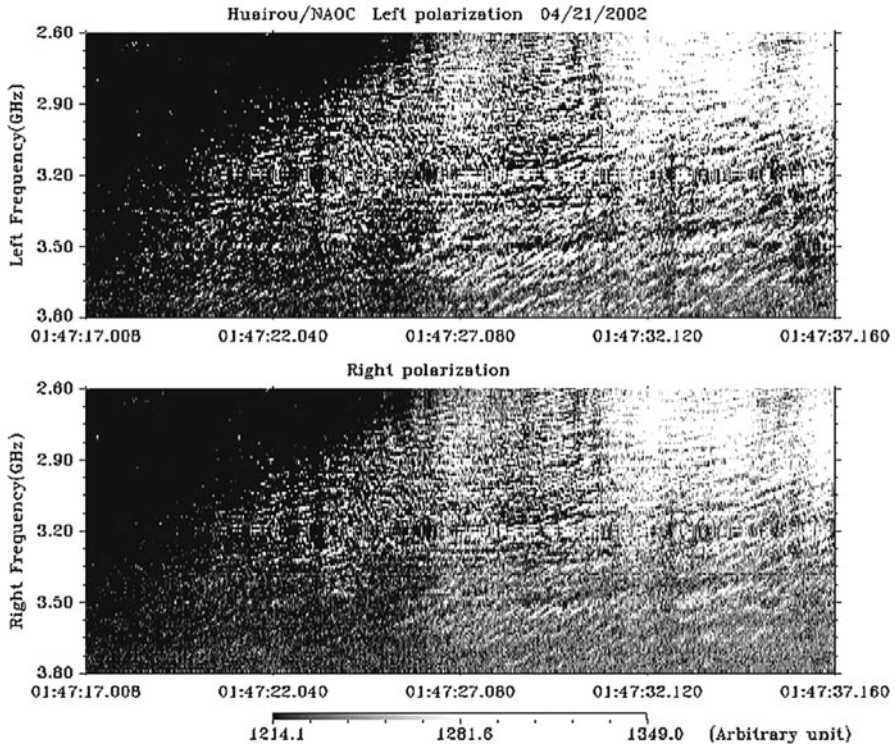 Huairou/NAOC Left polarization 04/21/2002
Left Frequency(GHz)
2.60
2.90
3.20
3.50
3.80
01:47:17.008 01:47:22.040 01:47:27.080 01:47:32.120 01:47:37.160
Right polarization
Right Frequency(GHz)
2.60
2.90
3.20
3.50
3.80
01:47:17.008 01:47:22.040 01:47:27.080 01:47:32.120 01:47:37.160
1214.1 1281.6 1349.0 (Arbitrary unit)